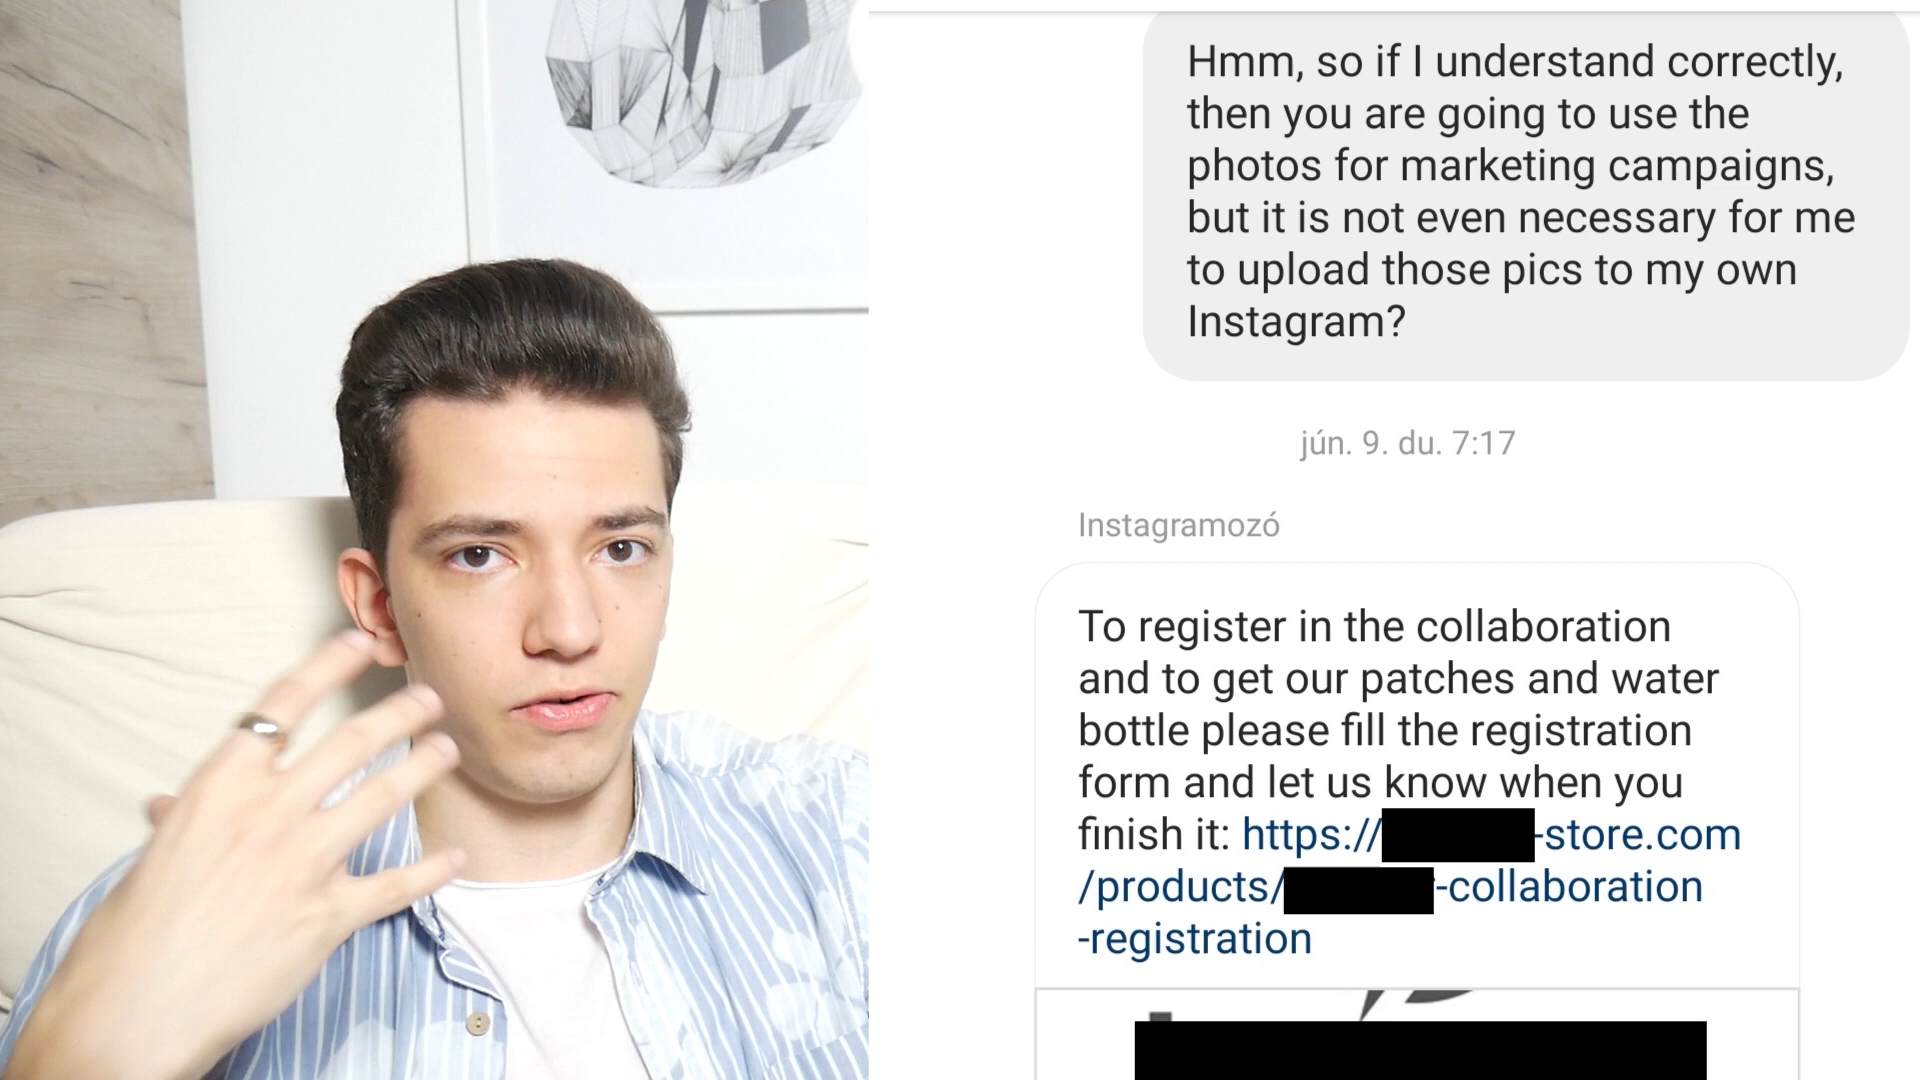 Hmm, so if I understand correctly,
then you are going to use the
photos for marketing campaigns,
but it is not even necessary for me
to upload those pics to my own
Instagram?
jún. 9. du. 7:17
Instagramozó
To register in the collaboration
and to get our patches and water
bottle please fill the registration
form and let us know when you
finish it: https:// -store.com
/products/ -collaboration
-registration